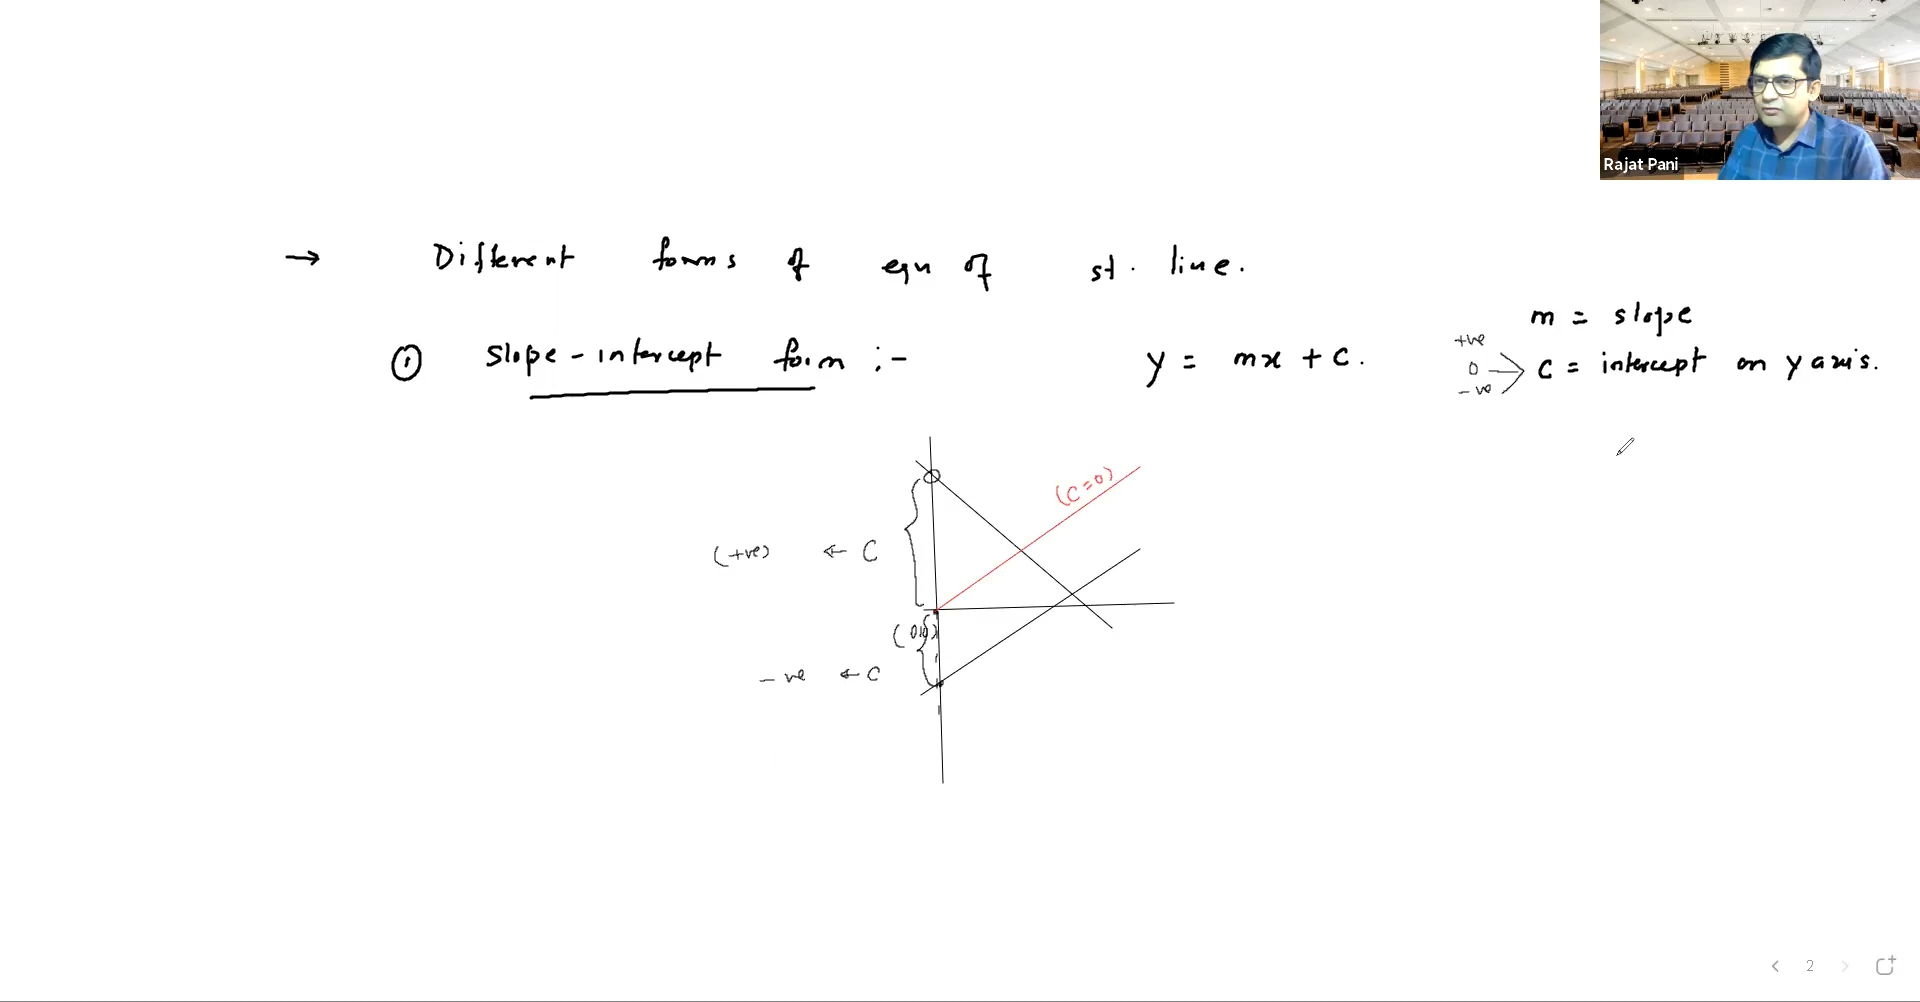 Rajat Pani
→ Different forms of eqn of st. line.
① Slope-intercept form :- y = mx + c.
m = slope
+ve
0 → c = intercept on y axis.
-ve
(c=0)
(+ve) ← C
(0,0)
-ve ← C
2